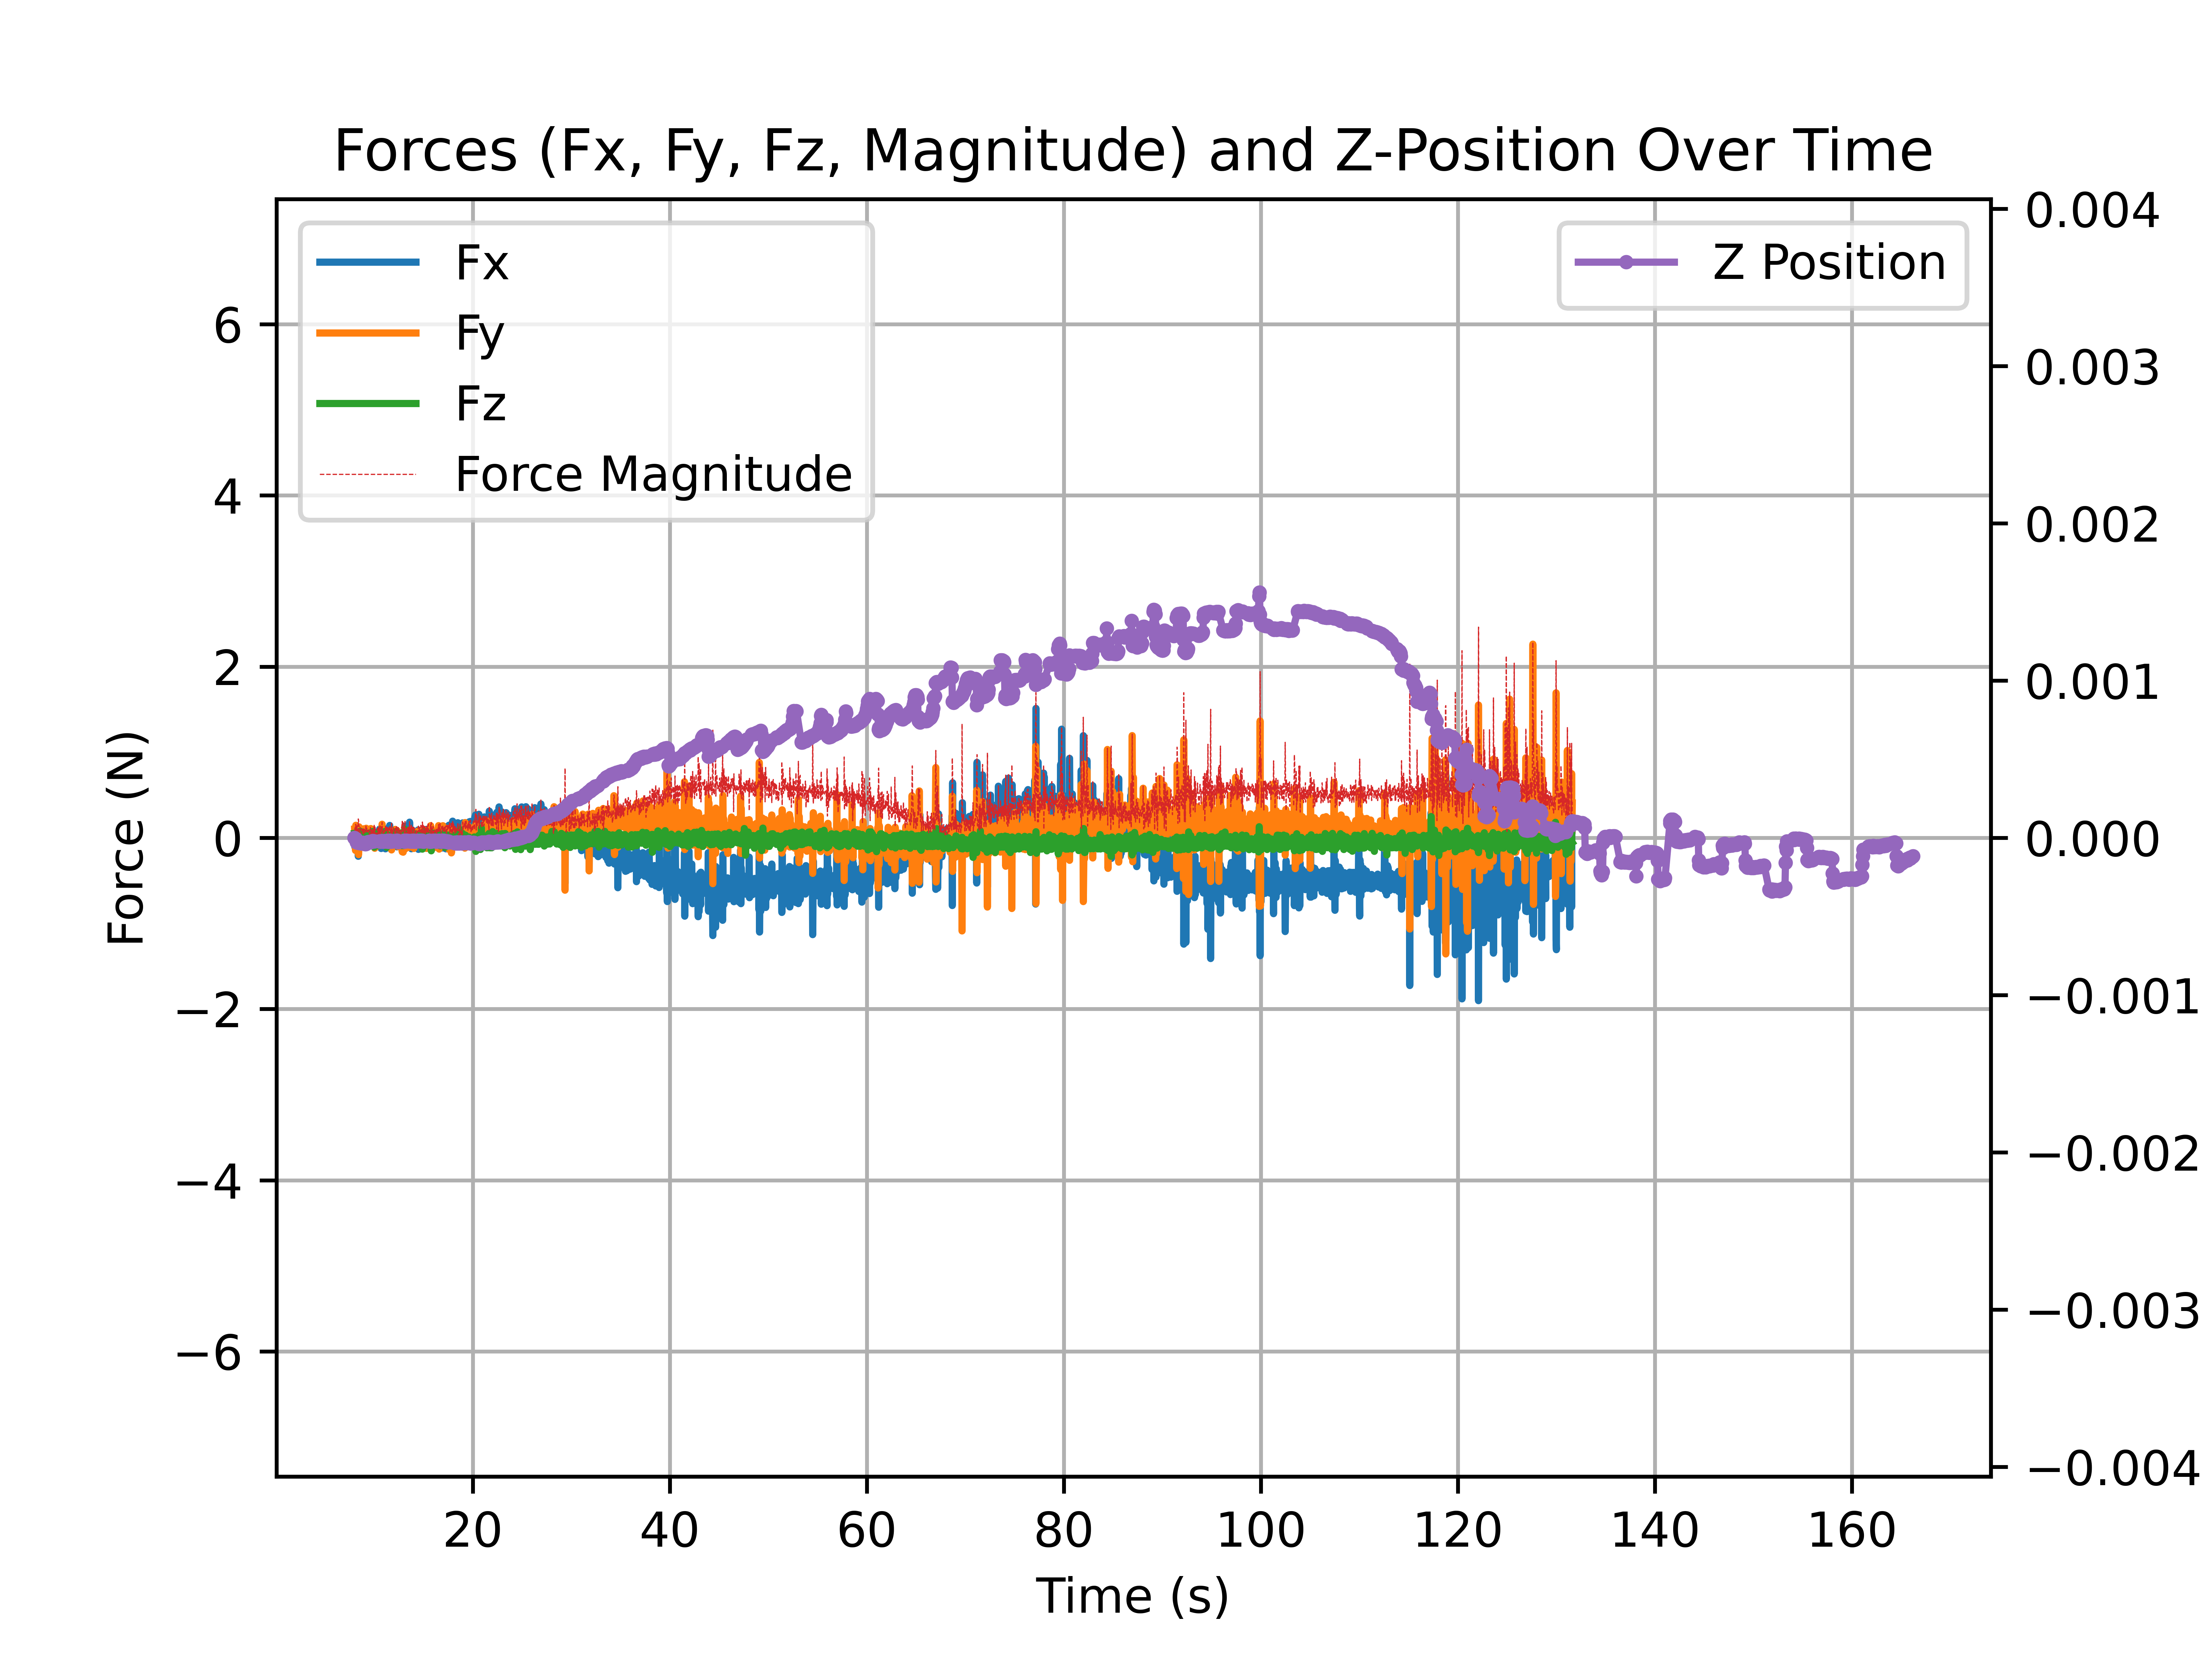 Forces (Fx, Fy, Fz, Magnitude) and Z-Position Over Time
Fx
Fy
Fz
Force Magnitude
Z Position
Force (N)
6
4
2
0
−2
−4
−6
0.004
0.003
0.002
0.001
0.000
−0.001
−0.002
−0.003
−0.004
20 40 60 80 100 120 140 160
Time (s)